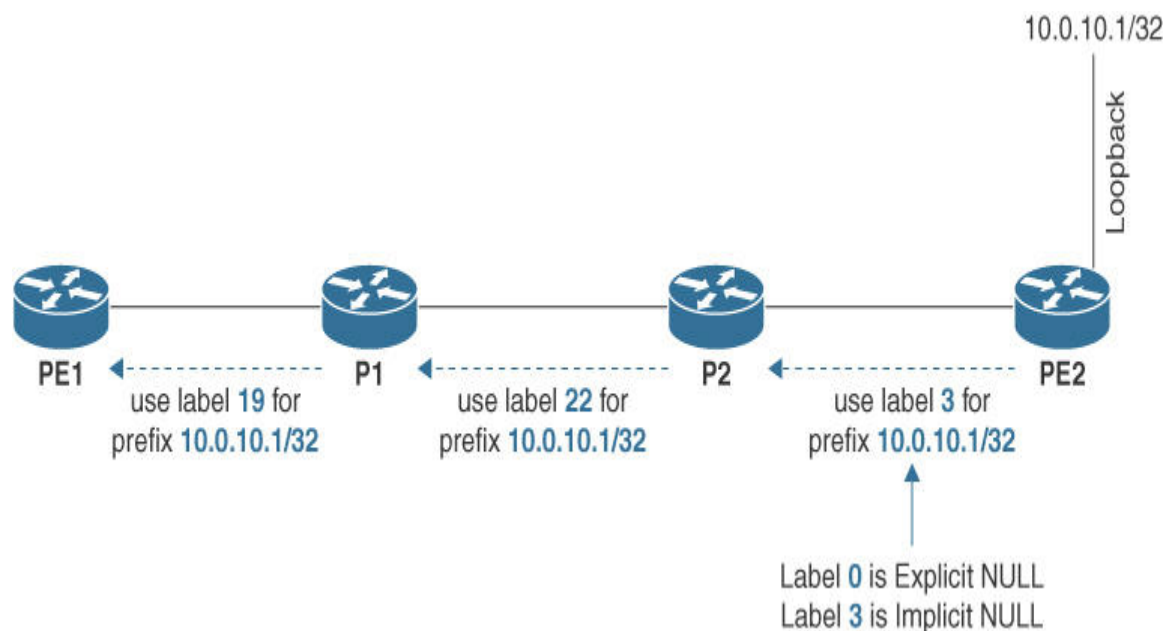 10.0.10.1/32
Loopback
PE1
P1
P2
PE2
use label 19 for
prefix 10.0.10.1/32
use label 22 for
prefix 10.0.10.1/32
use label 3 for
prefix 10.0.10.1/32
Label 0 is Explicit NULL
Label 3 is Implicit NULL